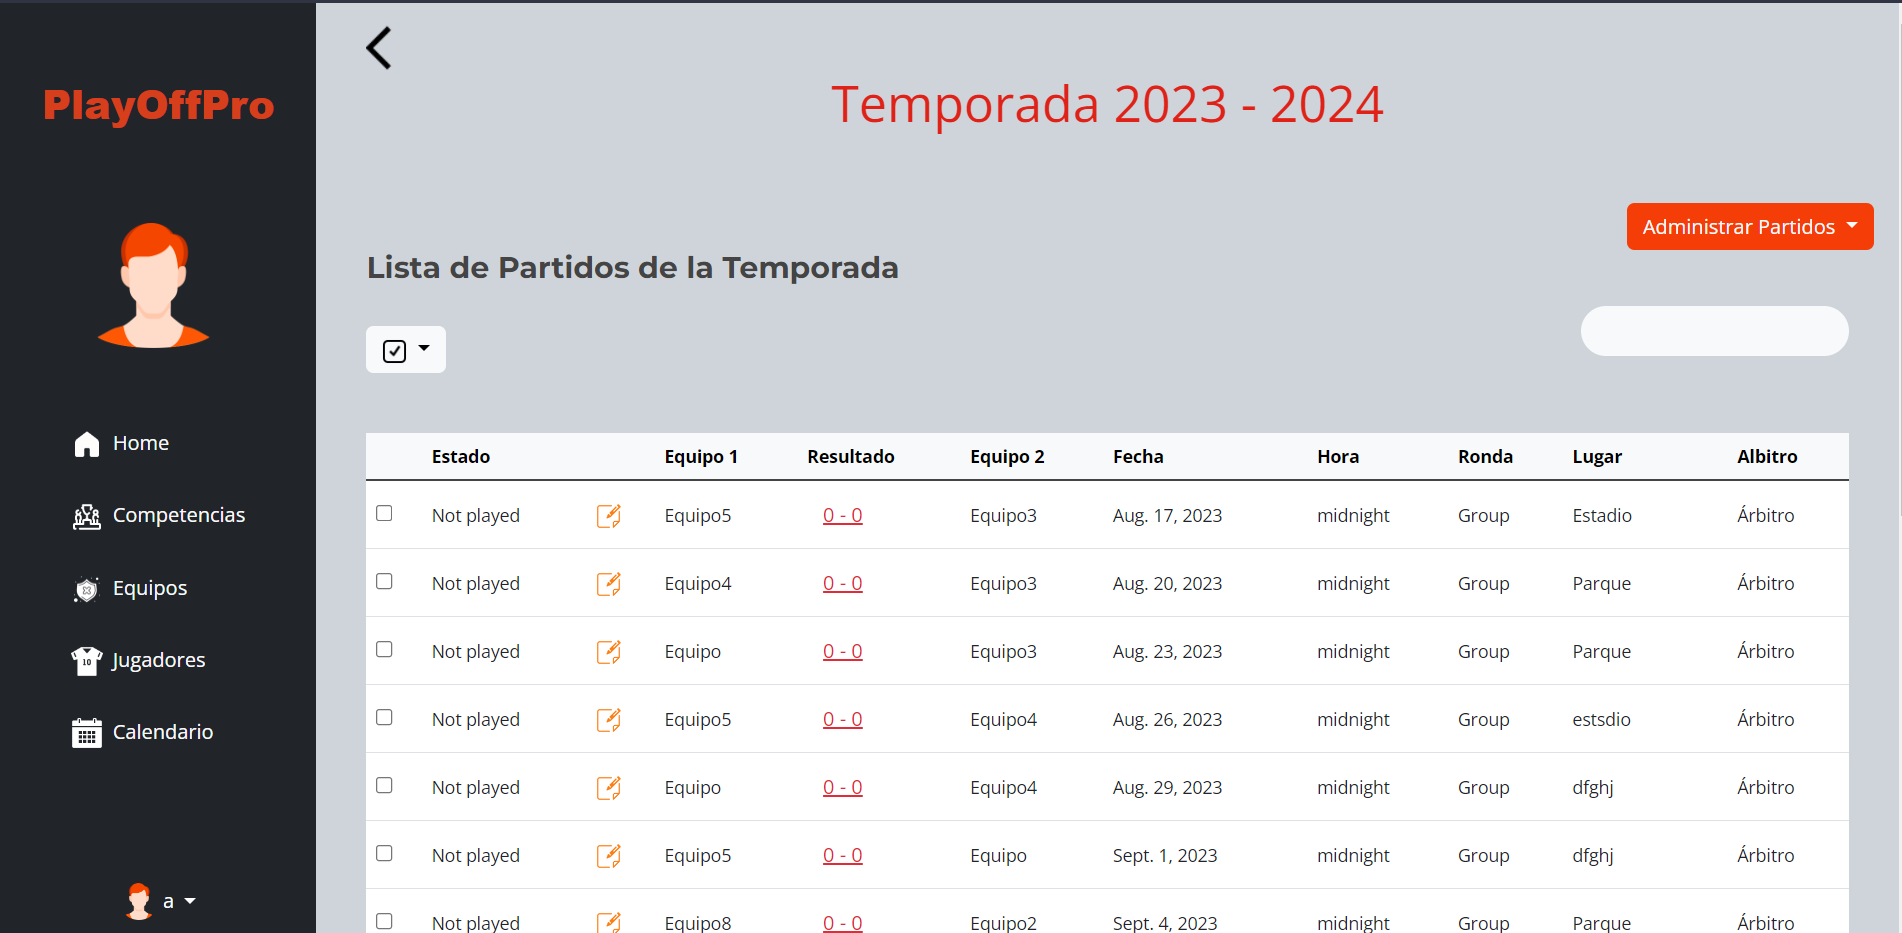 PlayOffPro
Home
Competencias
Equipos
10
Jugadores
Calendario
a
Temporada 2023 - 2024
Administrar Partidos
Lista de Partidos de la Temporada
Estado Equipo 1 Resultado Equipo 2 Fecha Hora Ronda Lugar Albitro
Not played Equipo5 0 - 0 Equipo3 Aug. 17, 2023 midnight Group Estadio Árbitro
Not played Equipo4 0 - 0 Equipo3 Aug. 20, 2023 midnight Group Parque Árbitro
Not played Equipo 0 - 0 Equipo3 Aug. 23, 2023 midnight Group Parque Árbitro
Not played Equipo5 0 - 0 Equipo4 Aug. 26, 2023 midnight Group estsdio Árbitro
Not played Equipo 0 - 0 Equipo4 Aug. 29, 2023 midnight Group dfghj Árbitro
Not played Equipo5 0 - 0 Equipo Sept. 1, 2023 midnight Group dfghj Árbitro
Not played Equipo8 0 - 0 Equipo2 Sept. 4, 2023 midnight Group Parque Árbitro